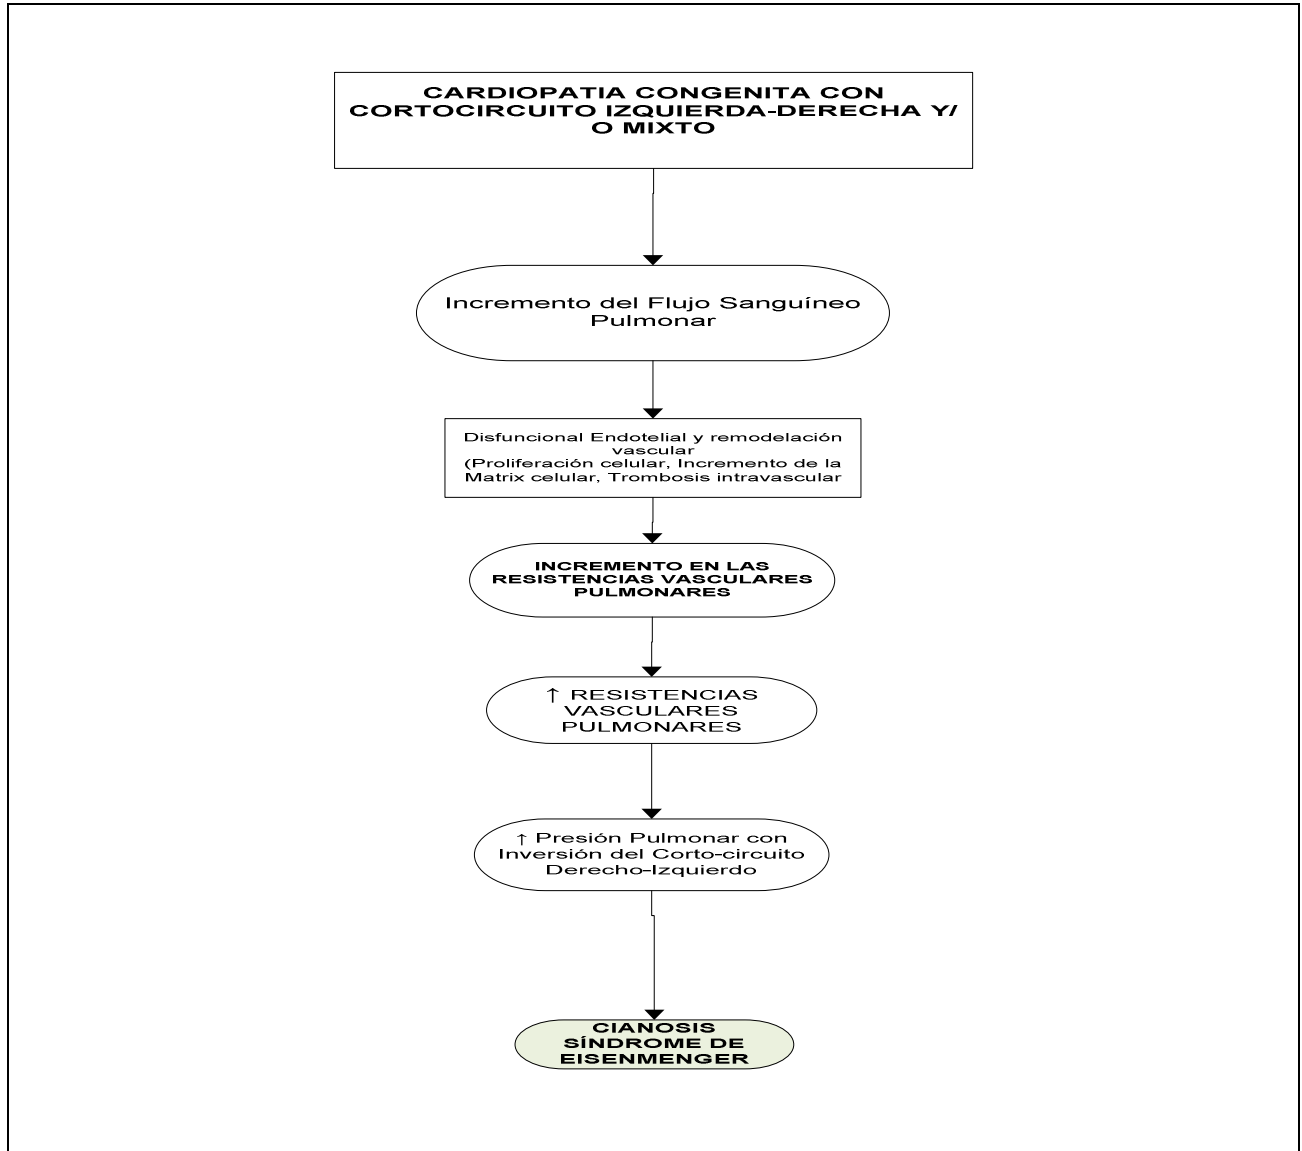 CARDIOPATIA CONGENITA CON
CORTOCIRCUITO IZQUIERDA-DERECHA Y/
O MIXTO
Incremento del Flujo Sanguíneo
Pulmonar
Disfuncional Endotelial y remodelación
vascular
(Proliferación celular, Incremento de la
Matrix celular, Trombosis intravascular
INCREMENTO EN LAS
RESISTENCIAS VASCULARES
PULMONARES
↑ RESISTENCIAS
VASCULARES
PULMONARES
↑ Presión Pulmonar con
Inversión del Corto-circuito
Derecho-Izquierdo
CIANOSIS
SÍNDROME DE
EISENMENGER